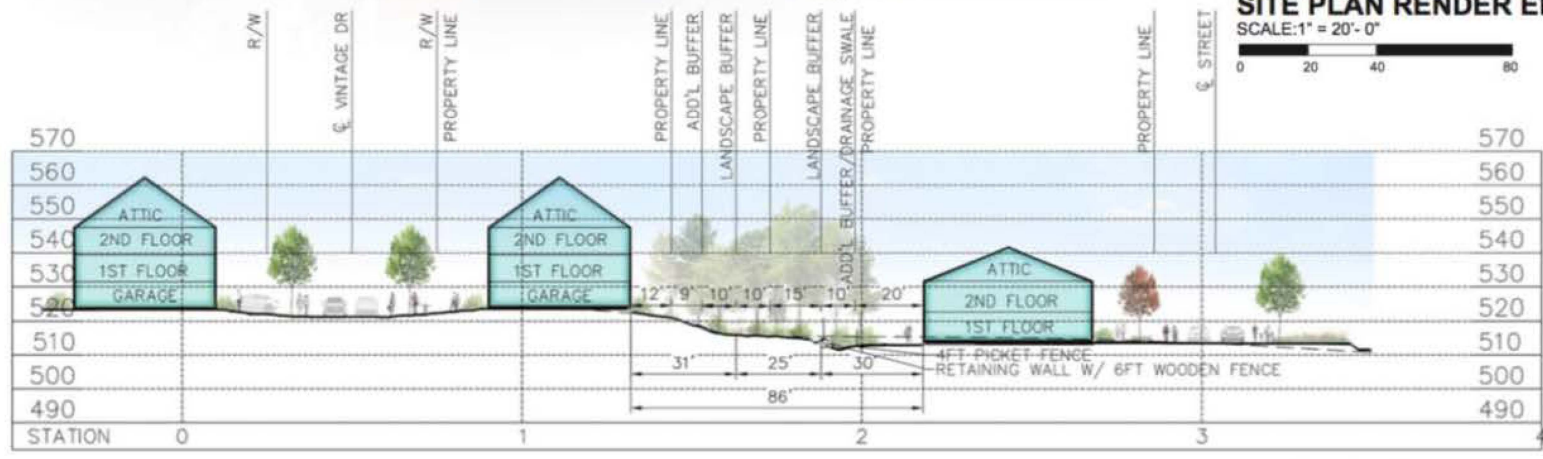 SITE PLAN RENDER
SCALE:1" = 20'- 0"
0 20 40 80
R/W
℄ VINTAGE DR
R/W
PROPERTY LINE
PROPERTY LINE
ADD'L BUFFER
LANDSCAPE BUFFER
PROPERTY LINE
LANDSCAPE BUFFER
ADD'L BUFFER/DRAINAGE SWALE
PROPERTY LINE
PROPERTY LINE
℄ STREET
570 570
560 560
550 550
540 540
530 530
520 520
510 510
500 500
490 490
ATTIC
2ND FLOOR
1ST FLOOR
GARAGE
ATTIC
2ND FLOOR
1ST FLOOR
GARAGE
12' 9' 10' 10' 15' 10' 20'
ATTIC
2ND FLOOR
1ST FLOOR
31' 25' 30'
4FT PICKET FENCE
RETAINING WALL W/ 6FT WOODEN FENCE
86'
STATION 0 1 2 3 4